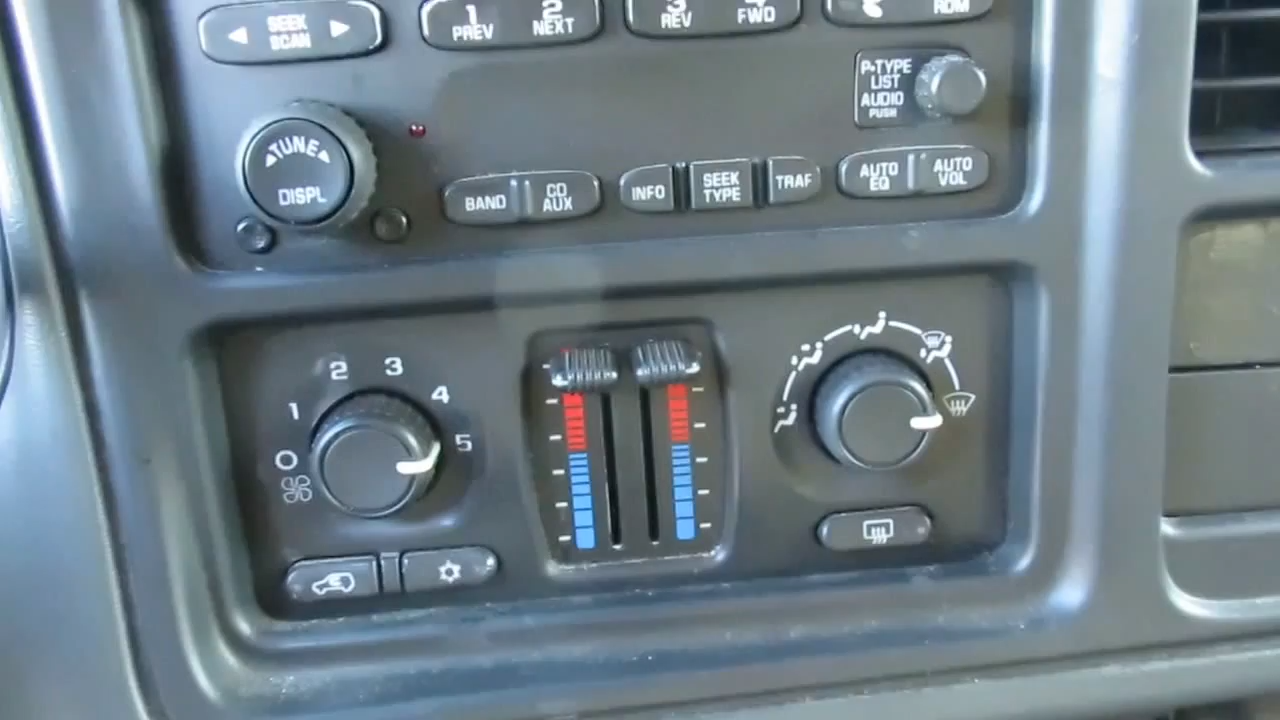 SEEK
SCAN
1
PREV
2
NEXT
3
REV
4
FWD
RDM
P-TYPE
LIST
AUDIO
PUSH
TUNE
DISPL
BAND
CD
AUX
INFO
SEEK
TYPE
TRAF
AUTO
EQ
AUTO
VOL
0
1
2
3
4
5